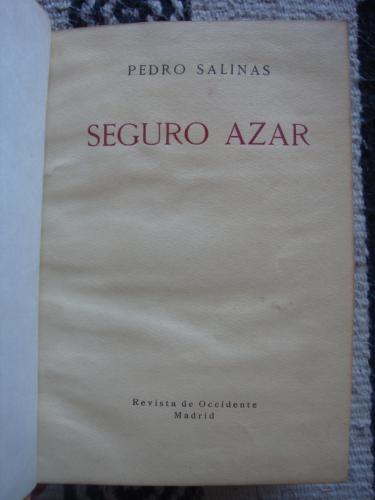 PEDRO SALINAS
SEGURO AZAR
Revista de Occidente
Madrid